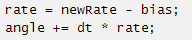 rate = newRate - bias;
angle += dt * rate;